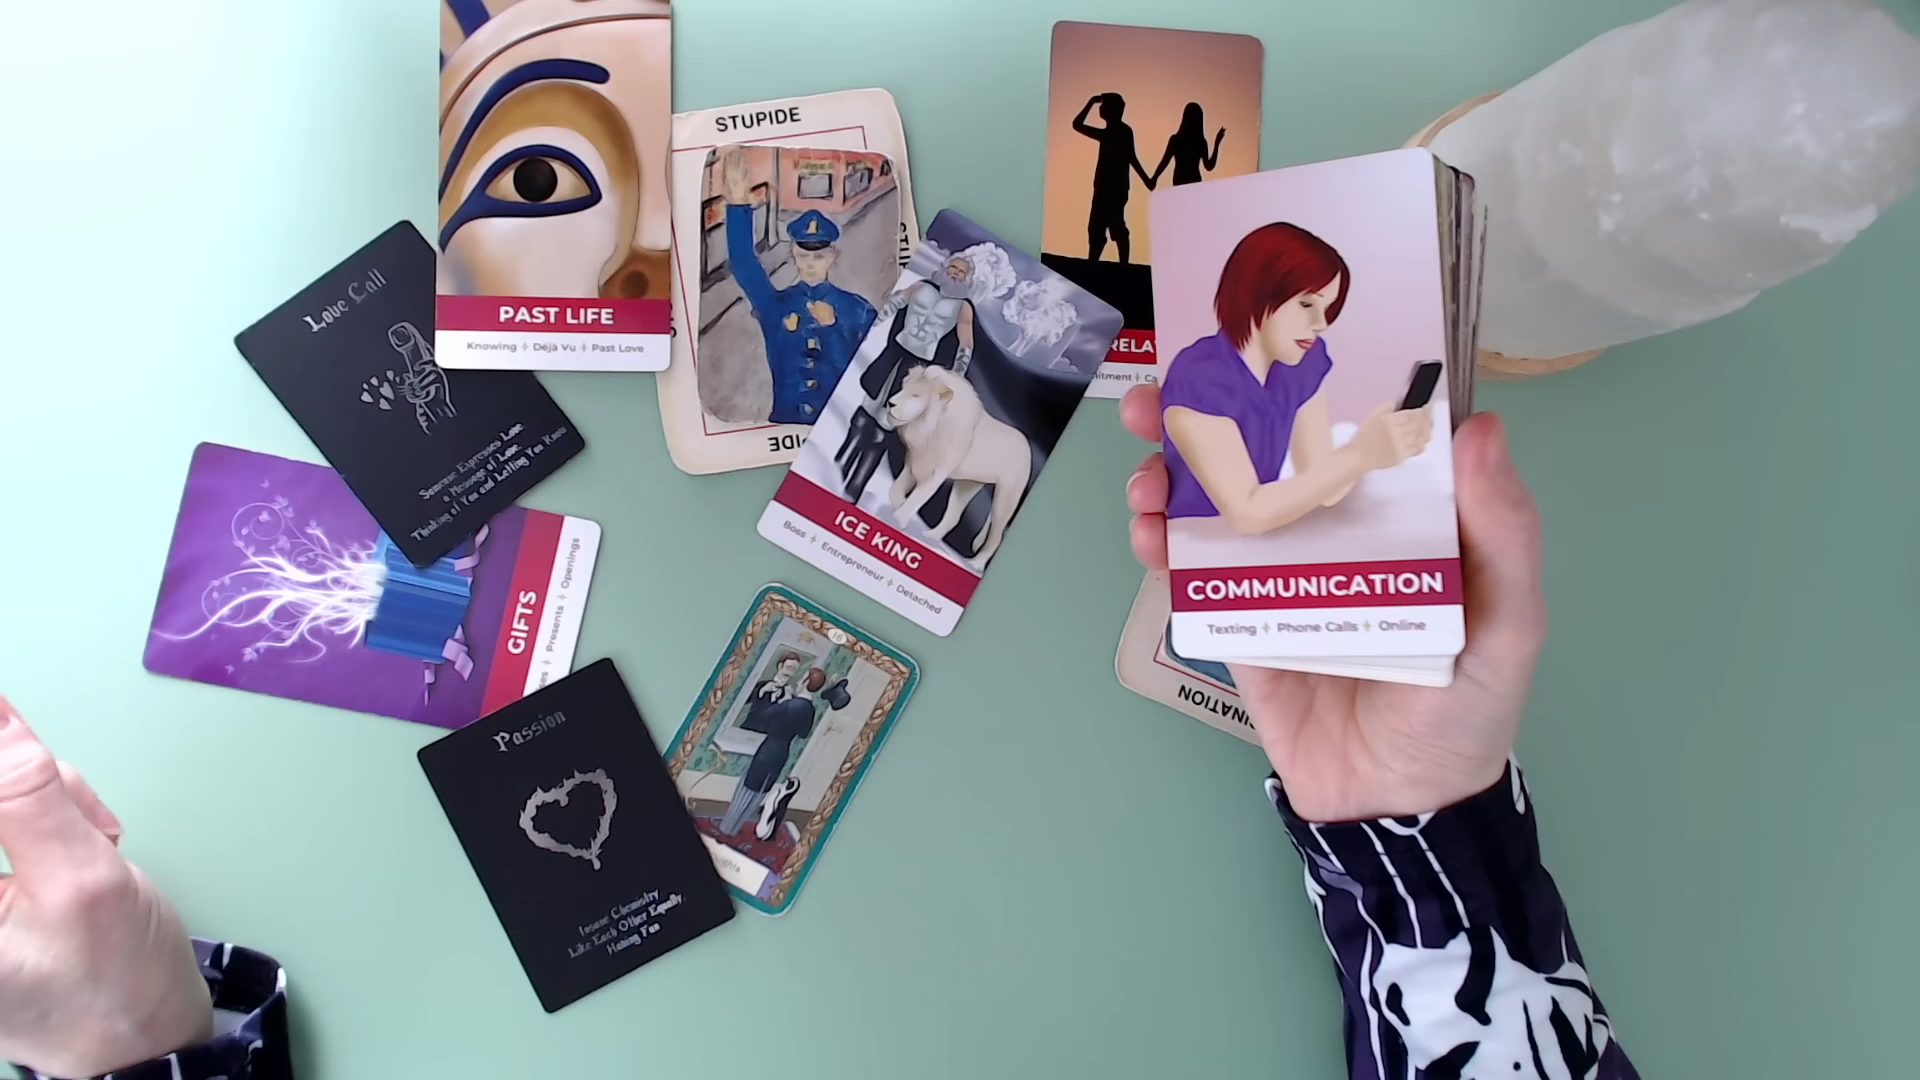 STUPIDE
PAST LIFE
Knowing + Déjà Vu + Past Love
Love Call
Someone Expresses Love
a Message of Love
Thinking of You and Letting You Know
ICE KING
Boss + Entrepreneur + Detached
COMMUNICATION
Texting + Phone Calls + Online
GIFTS
Presents + Openings
Passion
Insane Chemistry
Like Each Other Equally
Having Fun
16